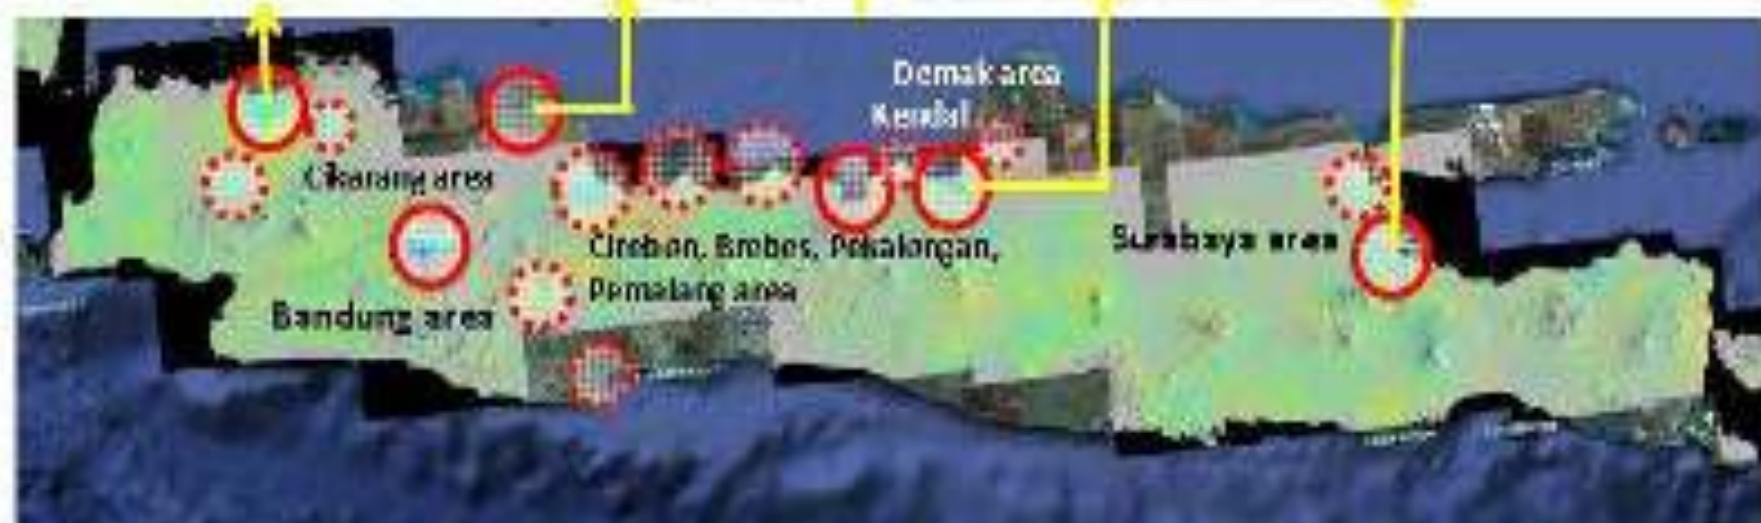 Demak area
Kendal
Cikarang area
Cirebon, Brebes, Pekalongan,
Pemalang area
Surabaya area
Bandung area